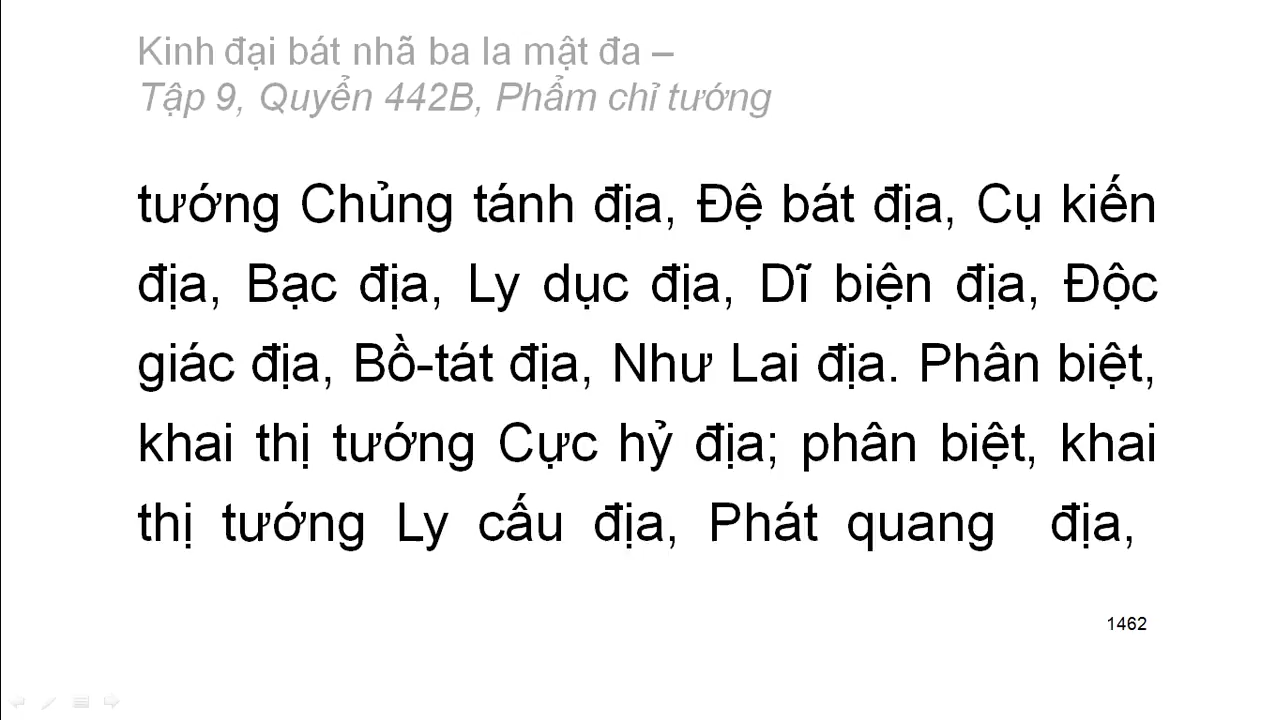 Kinh đại bát nhã ba la mật đa –
Tập 9, Quyển 442B, Phẩm chỉ tướng
tướng Chủng tánh địa, Đệ bát địa, Cụ kiến
địa, Bạc địa, Ly dục địa, Dĩ biện địa, Độc
giác địa, Bồ-tát địa, Như Lai địa. Phân biệt,
khai thị tướng Cực hỷ địa; phân biệt, khai
thị tướng Ly cấu địa, Phát quang địa,
1462